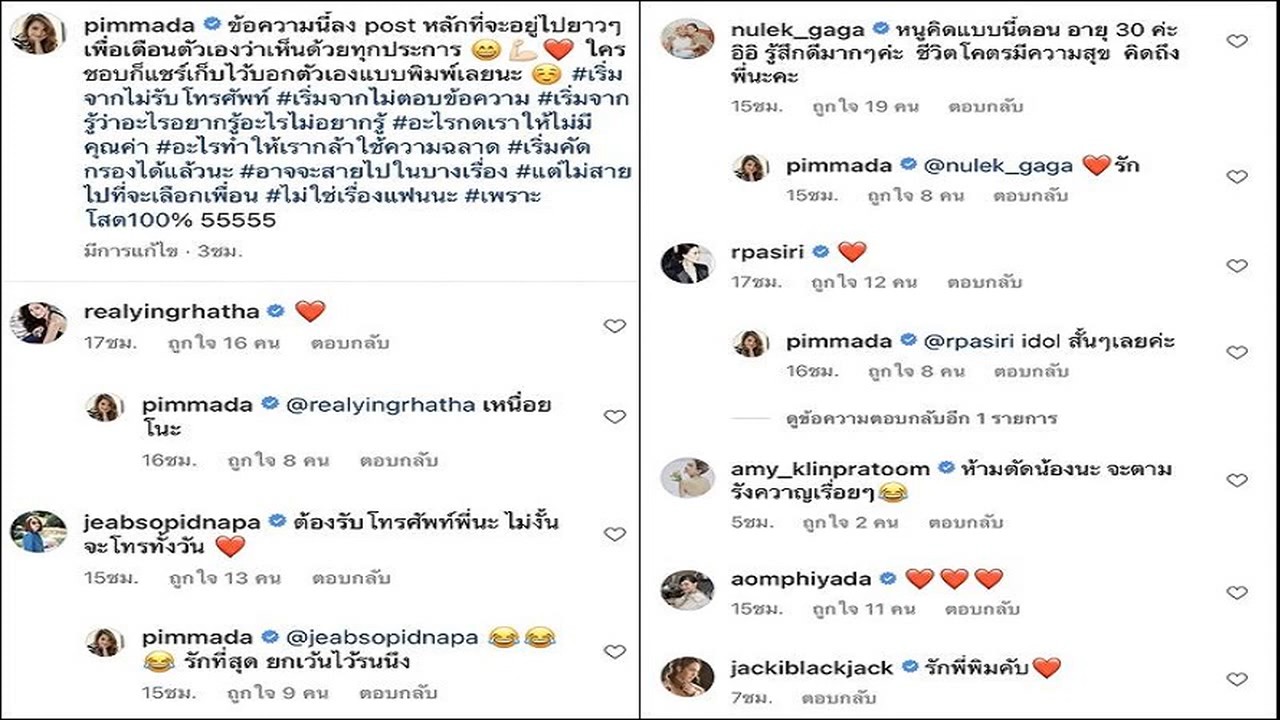 pimmada ข้อความนี้ลง post หลักที่จะอยู่ไปยาวๆ
เพื่อเตือนตัวเองว่าเห็นด้วยทุกประการ 😄💪🏻❤️ ใคร
ชอบก็แชร์เก็บไว้บอกตัวเองแบบพิมพ์เลยนะ ☺️ #เริ่ม
จากไม่รับโทรศัพท์ #เริ่มจากไม่ตอบข้อความ #เริ่มจาก
รู้ว่าอะไรอยากรู้อะไรไม่อยากรู้ #อะไรกดเราให้ไม่มี
คุณค่า #อะไรทำให้เรากล้าใช้ความฉลาด #เริ่มคัด
กรองได้แล้วนะ #อาจจะสายไปในบางเรื่อง #แต่ไม่สาย
ไปที่จะเลือกเพื่อน #ไม่ใช่เรื่องแฟนนะ #เพราะ
โสด100% 55555
มีการแก้ไข · 3ชม.
realyingrhatha ❤️
17ชม. ถูกใจ 16 คน ตอบกลับ
pimmada @realyingrhatha เหนื่อย
โนะ
16ชม. ถูกใจ 8 คน ตอบกลับ
jeabsopidnapa ต้องรับโทรศัพท์พี่นะ ไม่งั้น
จะโทรทั้งวัน ❤️
15ชม. ถูกใจ 13 คน ตอบกลับ
pimmada @jeabsopidnapa 😂😂
😂 รักที่สุด ยกเว้นไว้รนนึง
15ชม. ถูกใจ 9 คน ตอบกลับ
nulek_gaga หนูคิดแบบนี้ตอน อายุ 30 ค่ะ
อิอิ รู้สึกดีมากๆค่ะ ชีวิตโคตรมีความสุข คิดถึง
พี่นะคะ
15ชม. ถูกใจ 19 คน ตอบกลับ
pimmada @nulek_gaga ❤️รัก
15ชม. ถูกใจ 8 คน ตอบกลับ
rpasiri ❤️
17ชม. ถูกใจ 12 คน ตอบกลับ
pimmada @rpasiri idol สั้นๆเลยค่ะ
16ชม. ถูกใจ 8 คน ตอบกลับ
ดูข้อความตอบกลับอีก 1 รายการ
amy_klinpratoom ห้ามตัดน้องนะ จะตาม
รังควาญเรื่อยๆ😂
5ชม. ถูกใจ 2 คน ตอบกลับ
aomphiyada ❤️❤️❤️
15ชม. ถูกใจ 11 คน ตอบกลับ
jackiblackjack รักพี่พิมคับ❤️
7ชม. ตอบกลับ